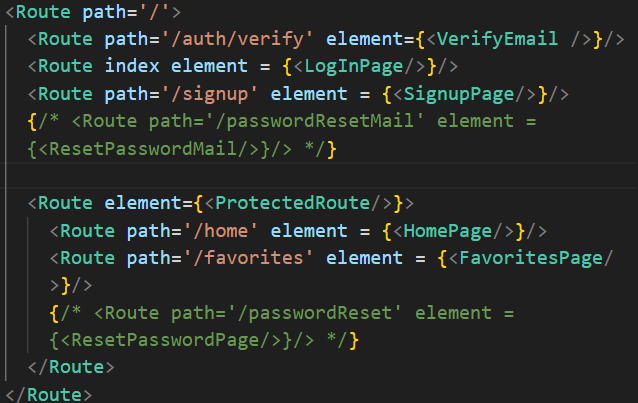 <Route path='/'>
<Route path='/auth/verify' element={<VerifyEmail />}/>
<Route index element = {<LogInPage/>}/>
<Route path='/signup' element = {<SignupPage/>}/>
{/* <Route path='/passwordResetMail' element =
{<ResetPasswordMail/>}/> */}
<Route element={<ProtectedRoute/>}>
<Route path='/home' element = {<HomePage/>}/>
<Route path='/favorites' element = {<FavoritesPage/
>}/>
{/* <Route path='/passwordReset' element =
{<ResetPasswordPage/>}/> */}
</Route>
</Route>